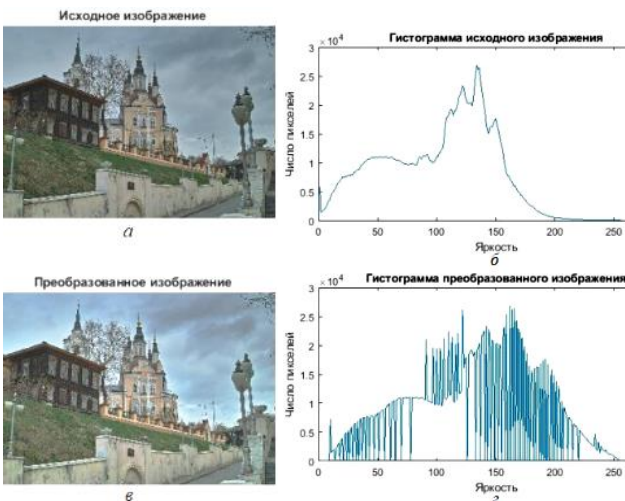 Исходное изображение
а
Гистограмма исходного изображения
×10⁴
3
2.5
2
1.5
1
0.5
0
Число пикселей
0 50 100 150 200 250
Яркость
б
Преобразованное изображение
в
Гистограмма преобразованного изображения
×10⁴
3
2.5
2
1.5
1
0.5
0
Число пикселей
0 50 100 150 200 250
Яркость
г